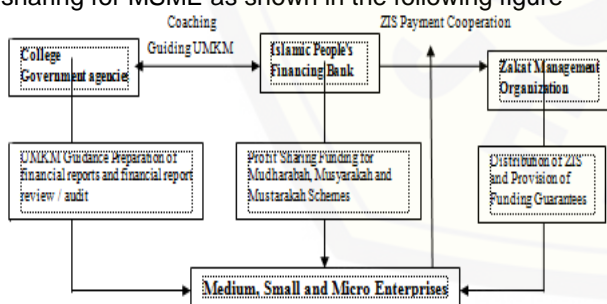 sharing for MSME as shown in the following figure
Coaching
ZIS Payment Cooperation
Guiding UMKM
College
Government agencies
Islamic People's
Financing Bank
Zakat Management
Organization
UMKM Guidance Preparation of
financial reports and financial report
review / audit
Profit Sharing Funding for
Mudharabah, Musyarakah and
Mustarakah Schemes
Distribution of ZIS
and Provision of
Funding Guarantees
Medium, Small and Micro Enterprises